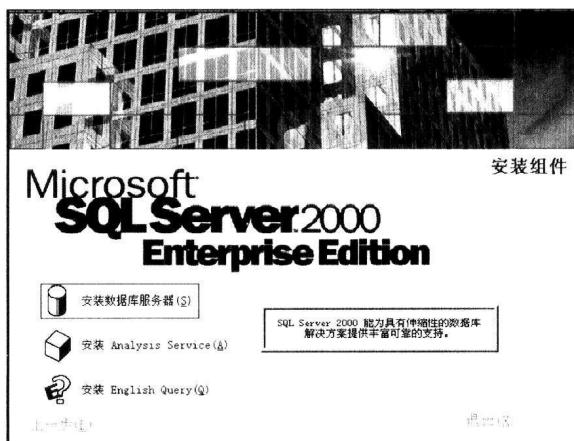 安装组件
Microsoft
SQL Server 2000
Enterprise Edition
安装数据库服务器(S)
SQL Server 2000 能为具有伸缩性的数据库
解决方案提供丰富可靠的支持。
安装 Analysis Service(A)
安装 English Query(Q)